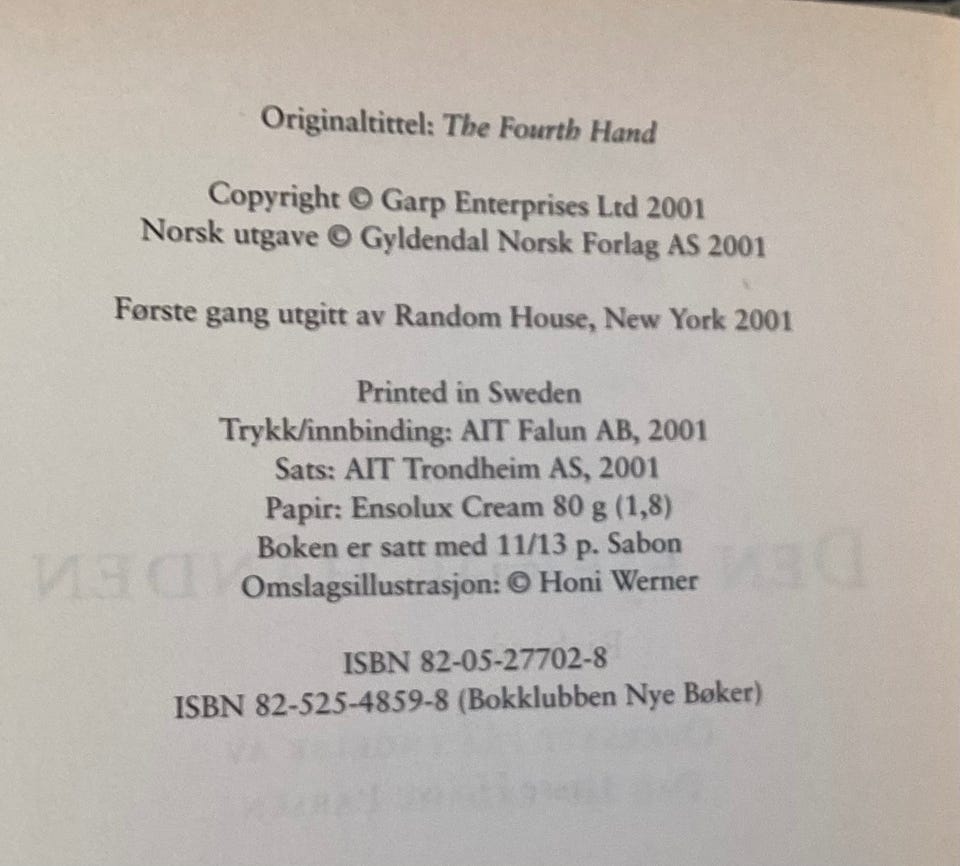 Originaltittel: The Fourth Hand
Copyright © Garp Enterprises Ltd 2001
Norsk utgave © Gyldendal Norsk Forlag AS 2001
Første gang utgitt av Random House, New York 2001
Printed in Sweden
Trykk/innbinding: AIT Falun AB, 2001
Sats: AIT Trondheim AS, 2001
Papir: Ensolux Cream 80 g (1,8)
Boken er satt med 11/13 p. Sabon
Omslagsillustrasjon: © Honi Werner
ISBN 82-05-27702-8
ISBN 82-525-4859-8 (Bokklubben Nye Bøker)